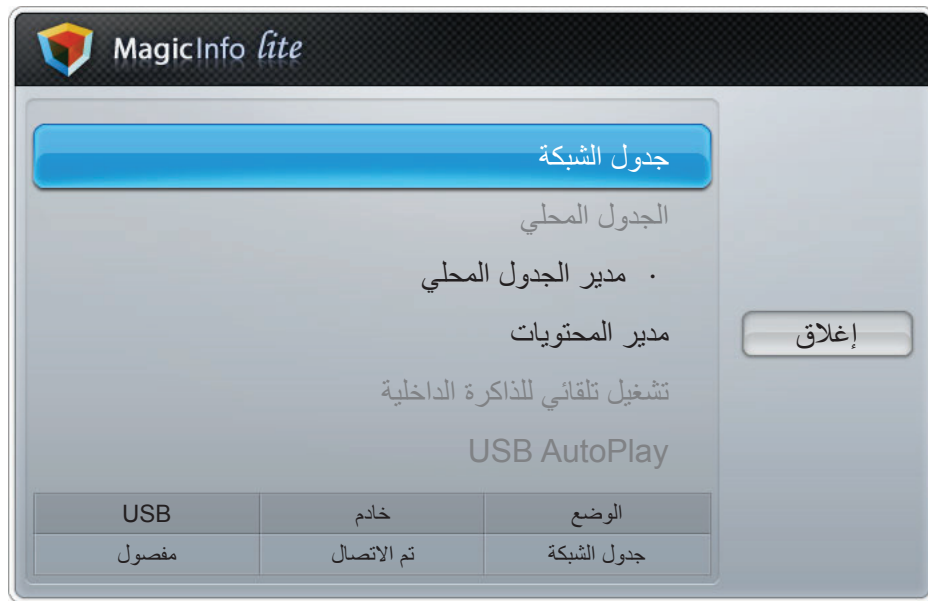 MagicInfo lite
جدول الشبكة
الجدول المحلي
· مدير الجدول المحلي
مدير المحتويات
تشغيل تلقائي للذاكرة الداخلية
USB AutoPlay
إغلاق
الوضع خادم USB
جدول الشبكة تم الاتصال مفصول